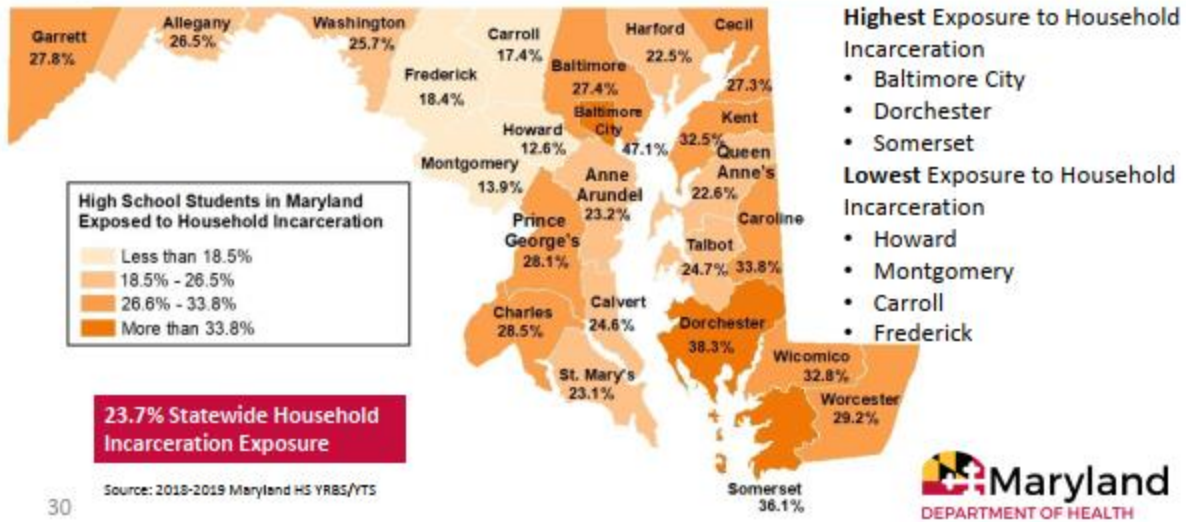 Garrett
27.8%
Allegany
26.5%
Washington
25.7%
Frederick
18.4%
Carroll
17.4%
Baltimore
27.4%
Baltimore
City
47.1%
Harford
22.5%
Cecil
27.3%
Kent
32.5%
Queen
Anne's
22.6%
Howard
12.6%
Montgomery
13.9%
Anne
Arundel
23.2%
Prince
George's
28.1%
Caroline
33.8%
Talbot
24.7%
Charles
28.5%
Calvert
24.6%
Dorchester
38.3%
St. Mary's
23.1%
Wicomico
32.8%
Worcester
29.2%
Somerset
36.1%
High School Students in Maryland
Exposed to Household Incarceration
Less than 18.5%
18.5% - 26.5%
26.6% - 33.8%
More than 33.8%
23.7% Statewide Household
Incarceration Exposure
Source: 2018-2019 Maryland HS YRBS/YTS
30
Highest Exposure to Household
Incarceration
• Baltimore City
• Dorchester
• Somerset
Lowest Exposure to Household
Incarceration
• Howard
• Montgomery
• Carroll
• Frederick
Maryland
DEPARTMENT OF HEALTH